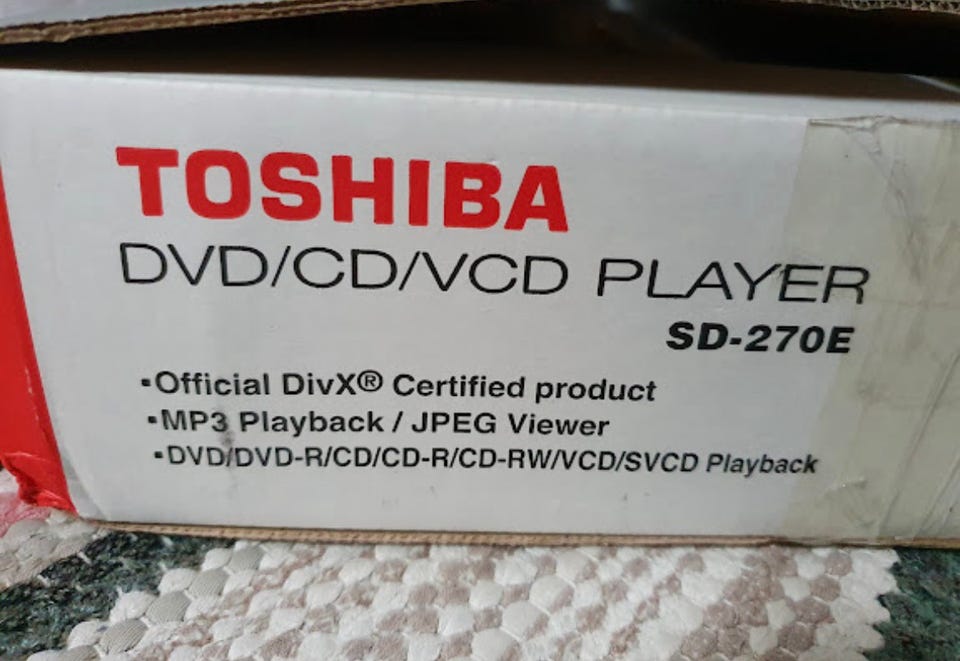 TOSHIBA
DVD/CD/VCD PLAYER
SD-270E
▪Official DivX® Certified product
▪MP3 Playback / JPEG Viewer
▪DVD/DVD-R/CD/CD-R/CD-RW/VCD/SVCD Playback